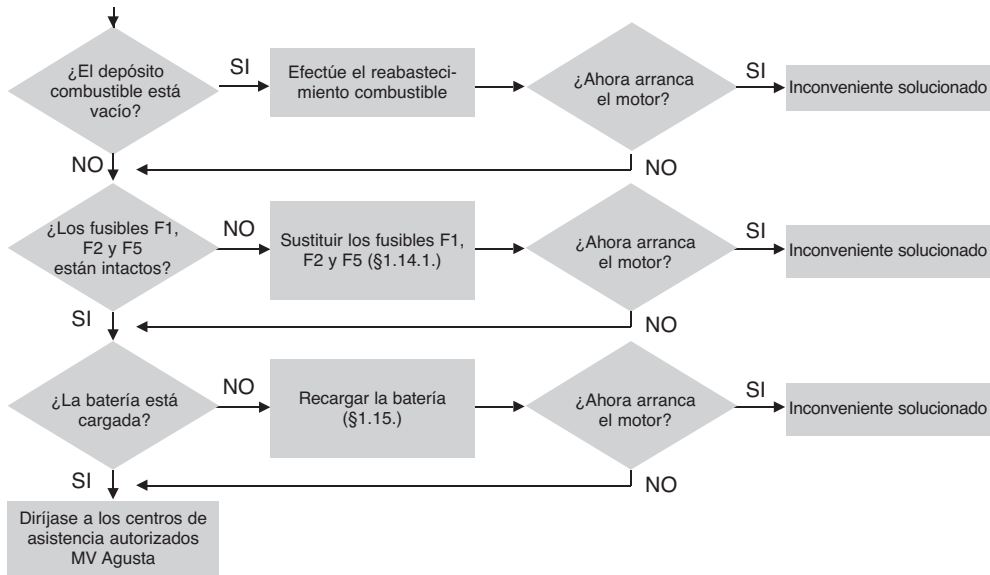 ¿El depósito
combustible está
vacío?
SI
Efectúe el reabasteci-
miento combustible
¿Ahora arranca
el motor?
SI
Inconveniente solucionado
NO
NO
¿Los fusibles F1,
F2 y F5
están intactos?
NO
Sustituir los fusibles F1,
F2 y F5 (§1.14.1.)
¿Ahora arranca
el motor?
SI
Inconveniente solucionado
SI
NO
¿La batería está
cargada?
NO
Recargar la batería
(§1.15.)
¿Ahora arranca
el motor?
SI
Inconveniente solucionado
SI
NO
Diríjase a los centros de
asistencia autorizados
MV Agusta